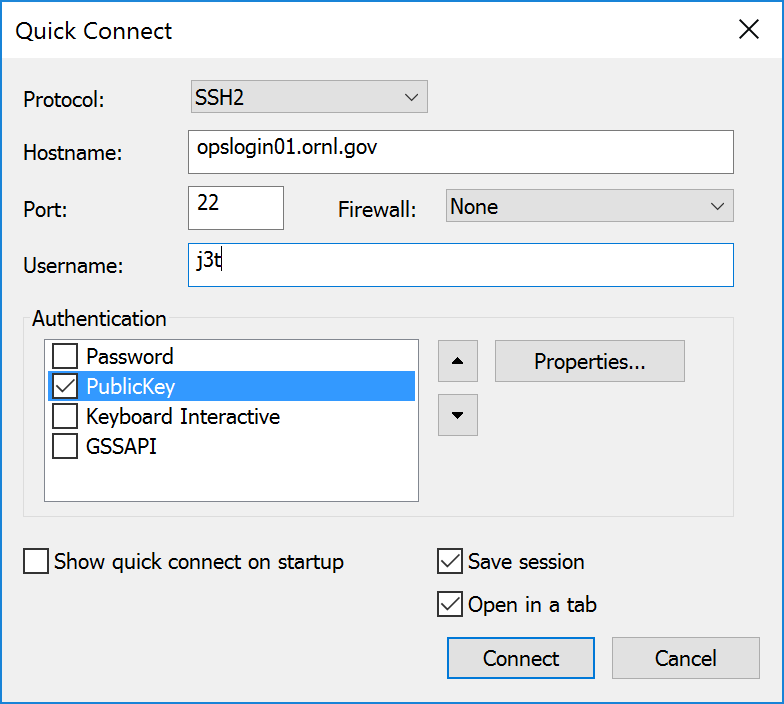 Quick Connect
Protocol: SSH2
Hostname: opslogin01.ornl.gov
Port: 22 Firewall: None
Username: j3t
Authentication
Password
PublicKey
Keyboard Interactive
GSSAPI
Properties...
Show quick connect on startup
Save session
Open in a tab
Connect Cancel